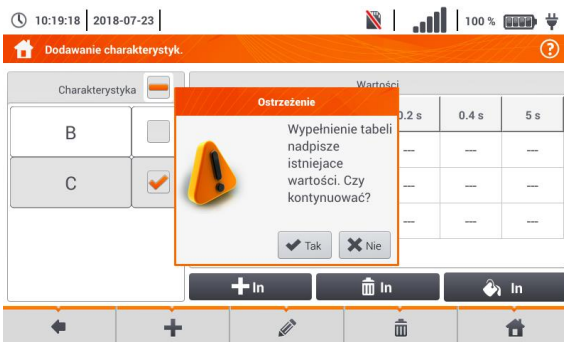 10:19:18 2018-07-23 100 %
Dodawanie charakterystyk. ?
Charakterystyka Wartości
Ostrzeżenie
0.2 s 0.4 s 5 s
B
C
Wypełnienie tabeli
nadpisze
istniejace
wartości. Czy
kontynuować?
--- --- ---
--- --- ---
--- --- ---
Tak Nie
In In In